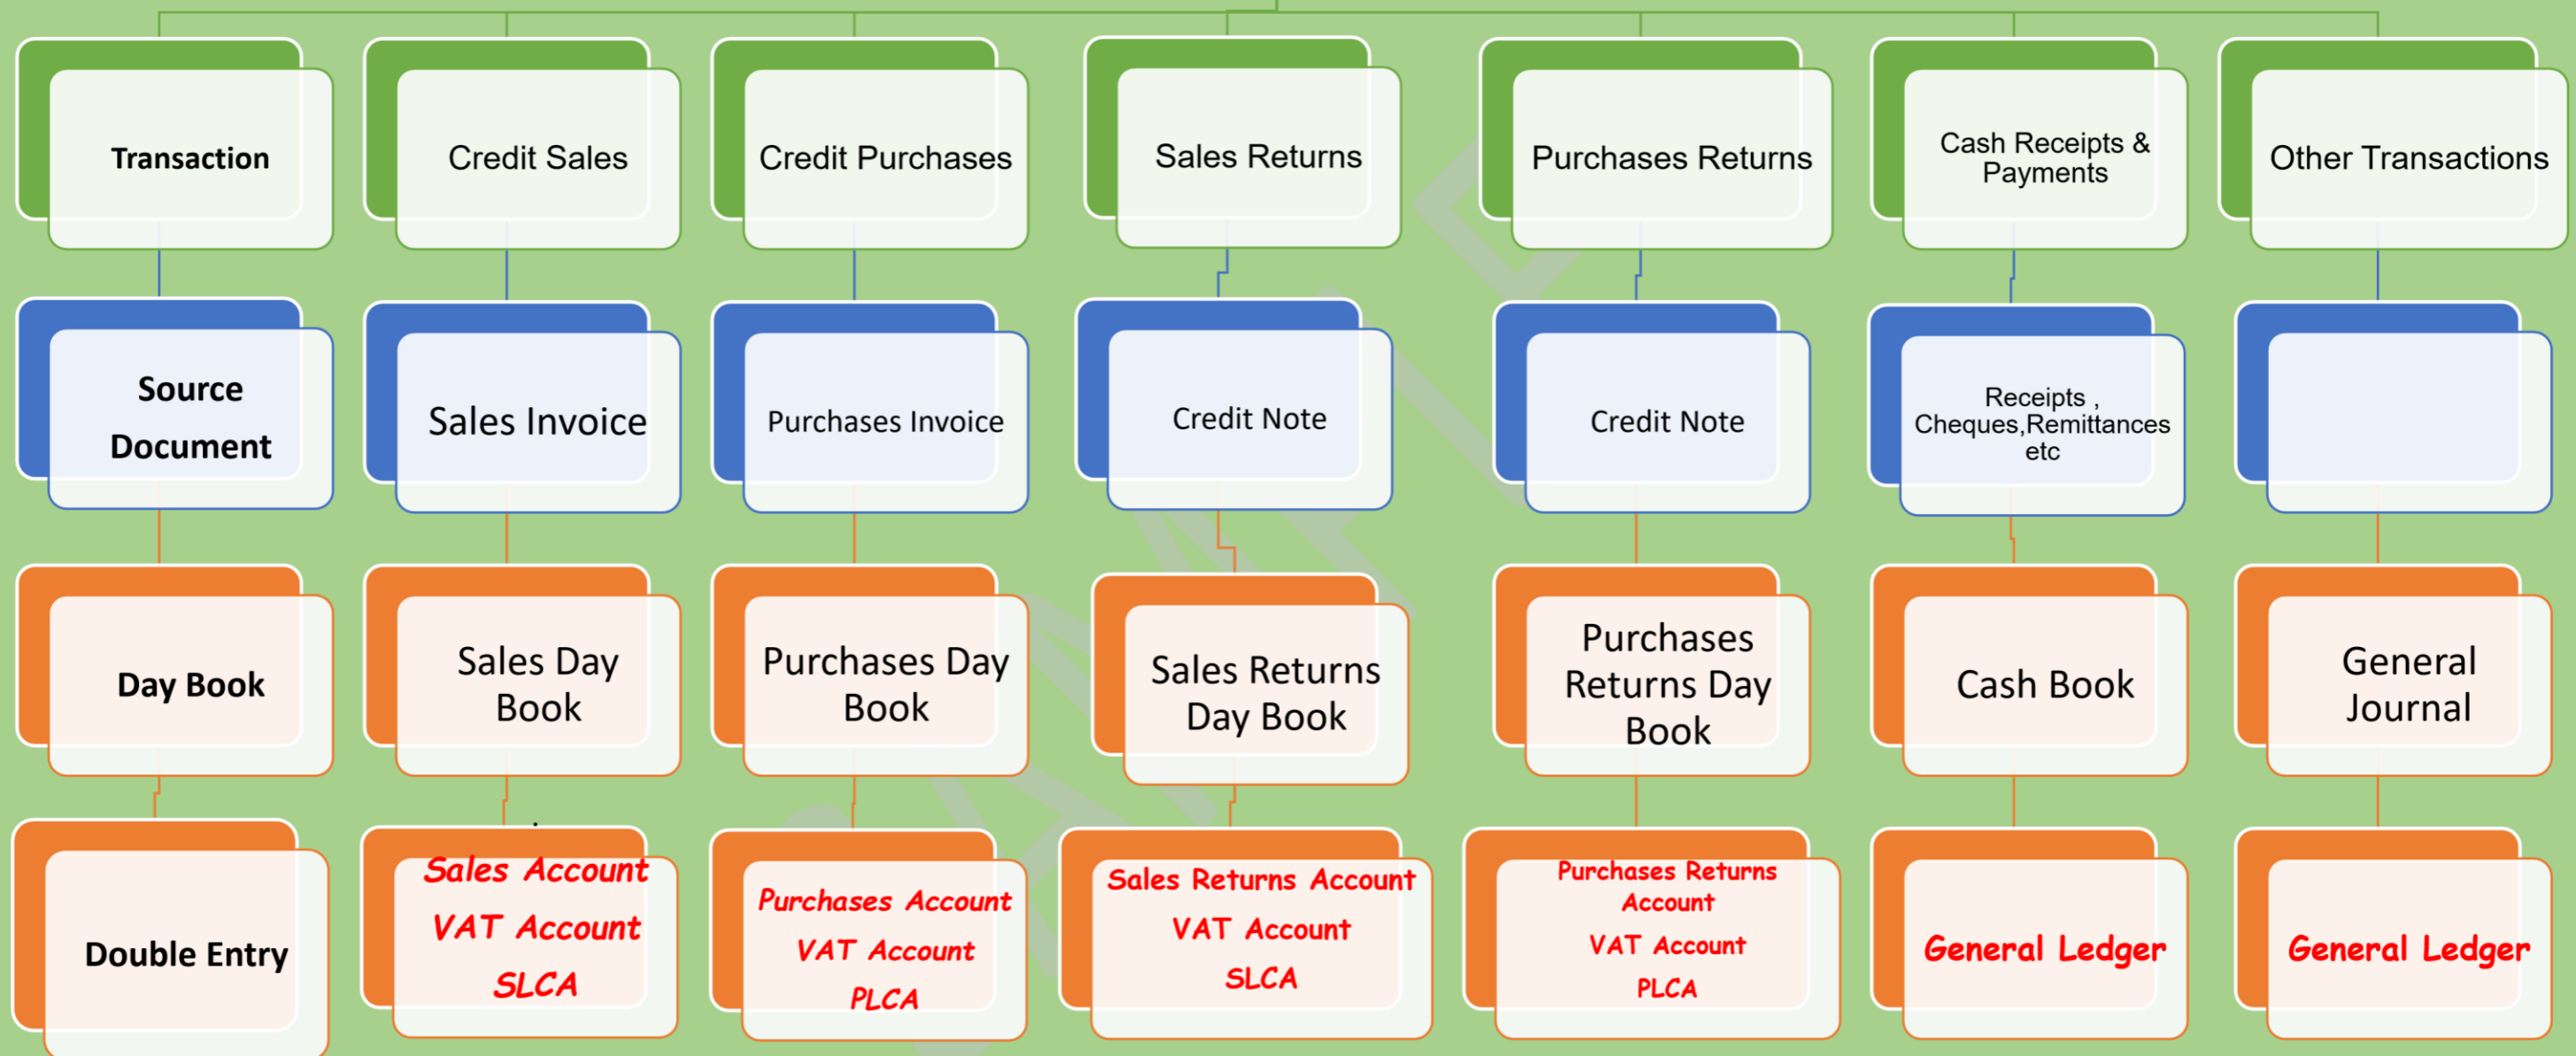 Transaction
Credit Sales
Credit Purchases
Sales Returns
Purchases Returns
Cash Receipts &
Payments
Other Transactions
Source
Document
Sales Invoice
Purchases Invoice
Credit Note
Credit Note
Receipts ,
Cheques,Remittances
etc
Day Book
Sales Day
Book
Purchases Day
Book
Sales Returns
Day Book
Purchases
Returns Day
Book
Cash Book
General
Journal
Double Entry
.
Sales Account
VAT Account
SLCA
Purchases Account
VAT Account
PLCA
Sales Returns Account
VAT Account
SLCA
Purchases Returns
Account
VAT Account
PLCA
General Ledger
General Ledger